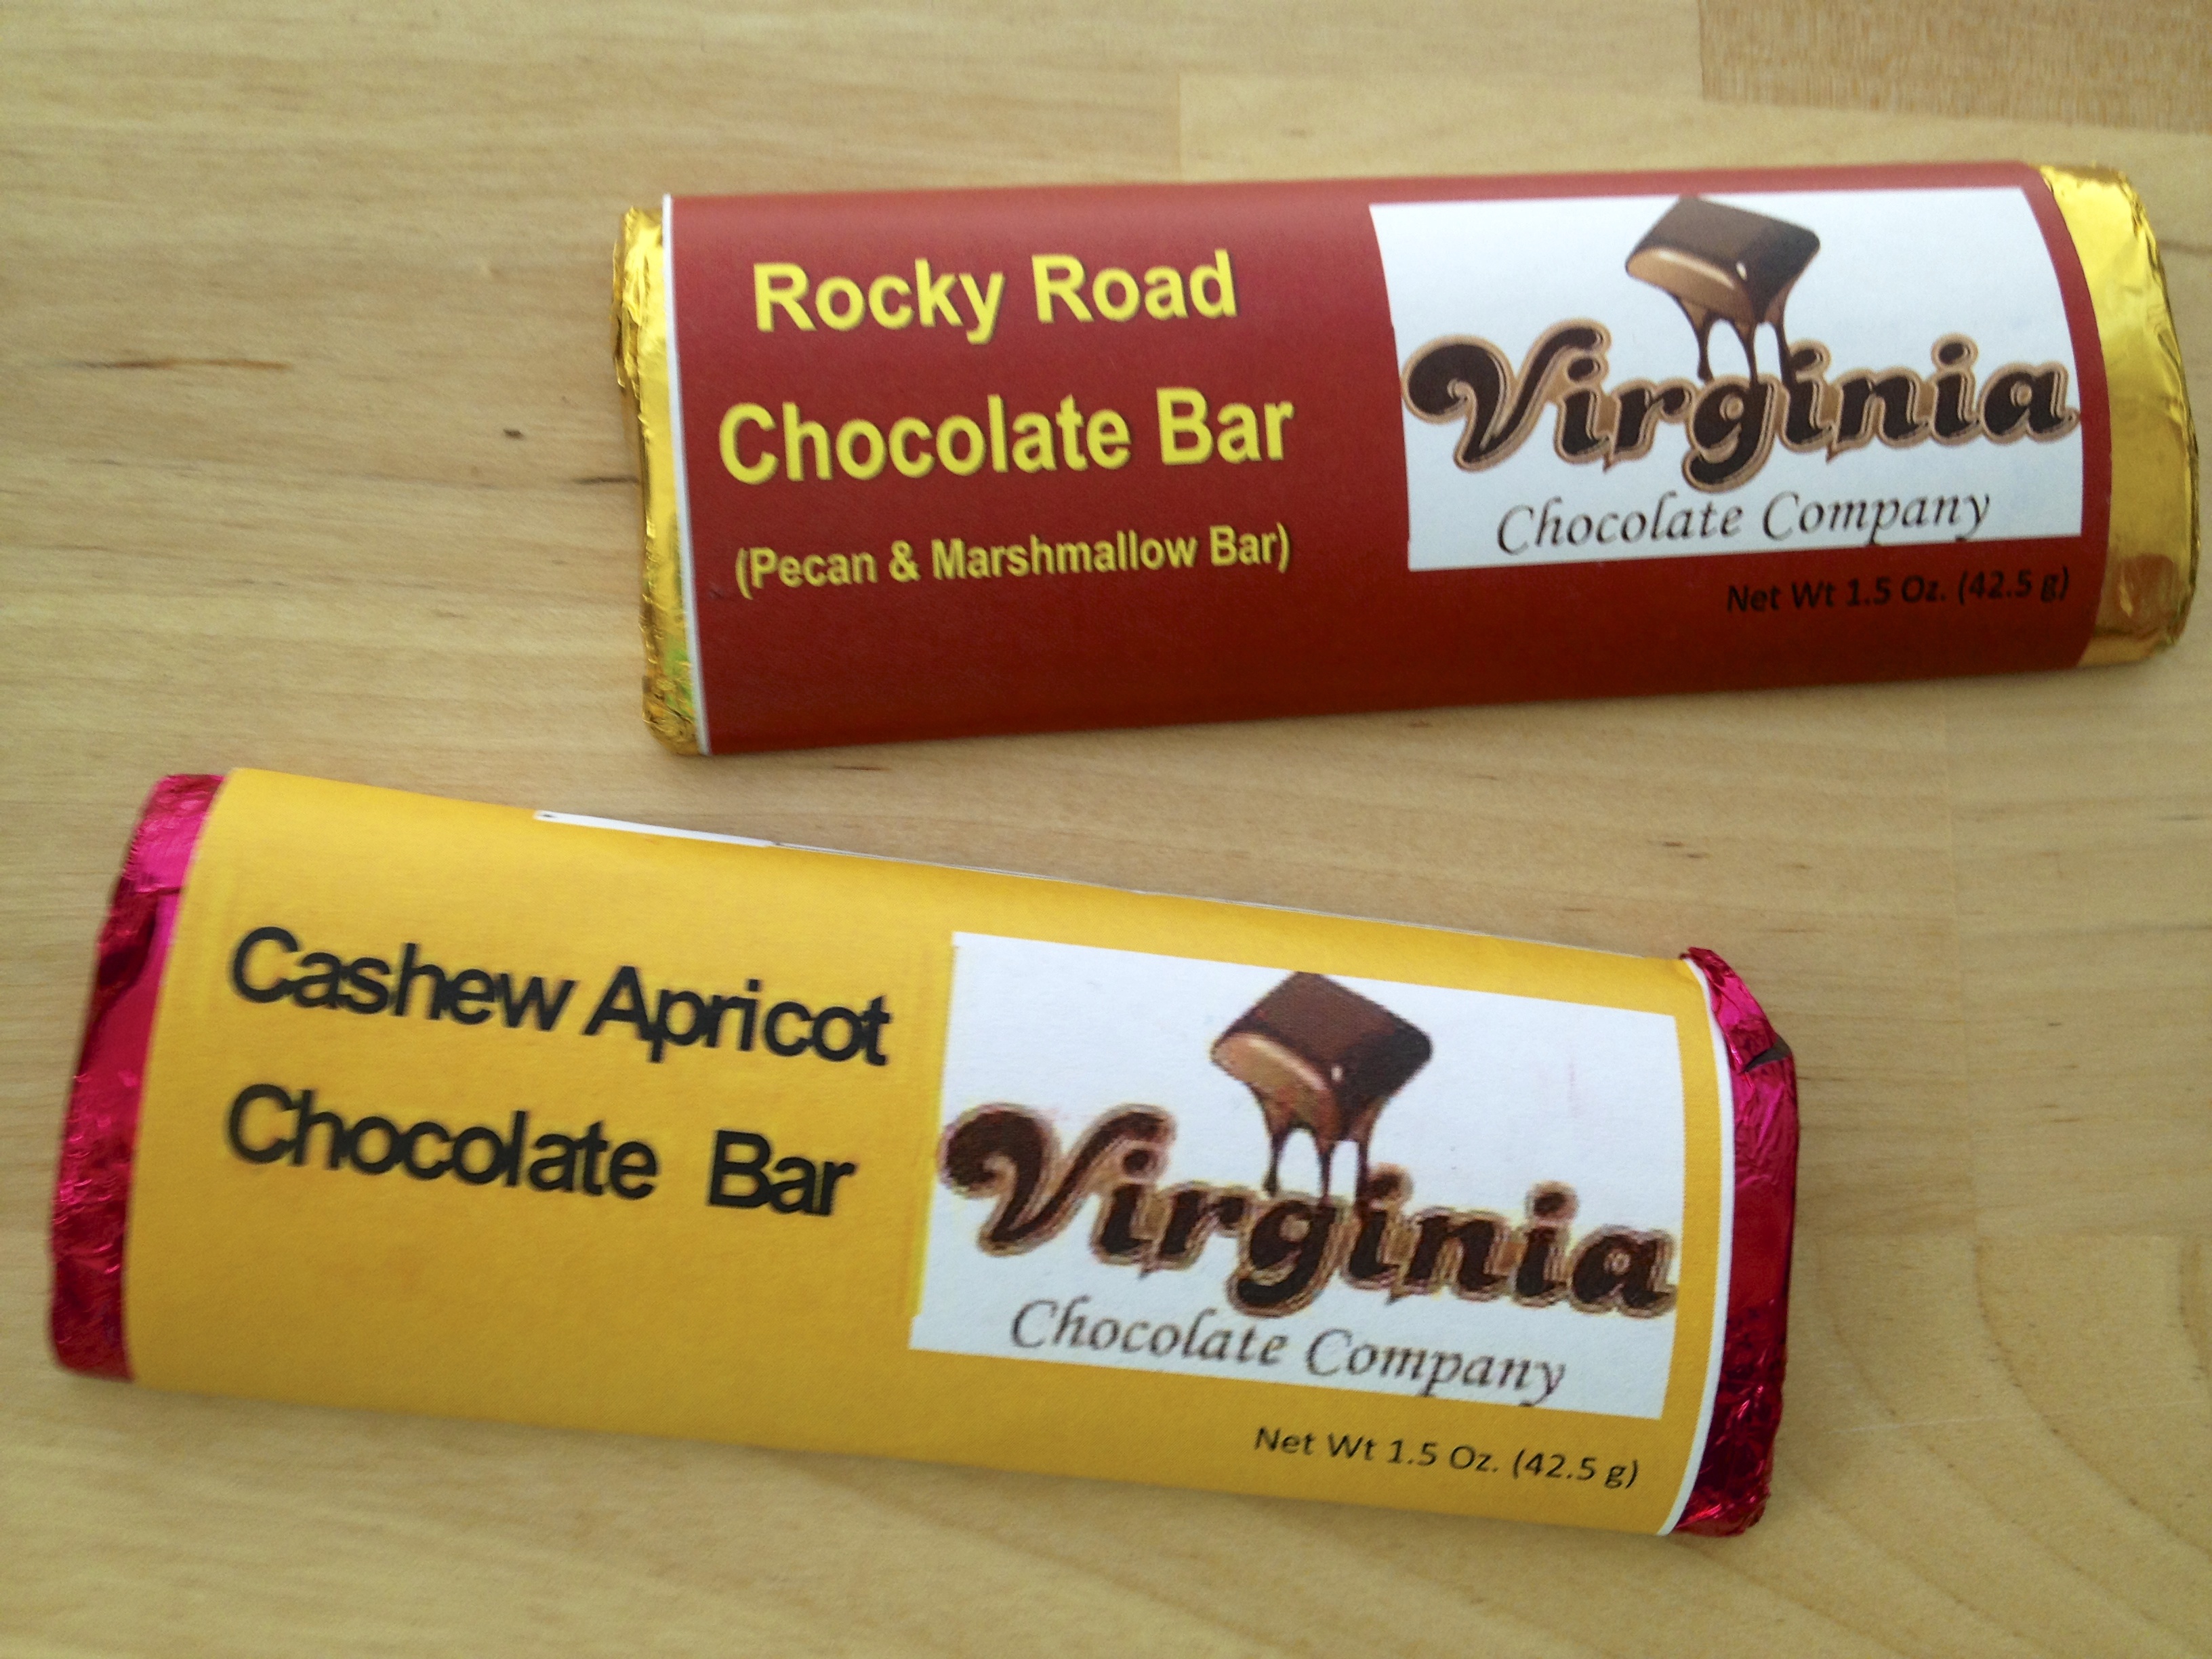 Rocky Road
Chocolate Bar
(Pecan & Marshmallow Bar)
Virginia
Chocolate Company
Net Wt 1.5 Oz. (42.5 g)
Cashew Apricot
Chocolate Bar
Virginia
Chocolate Company
Net Wt 1.5 Oz. (42.5 g)